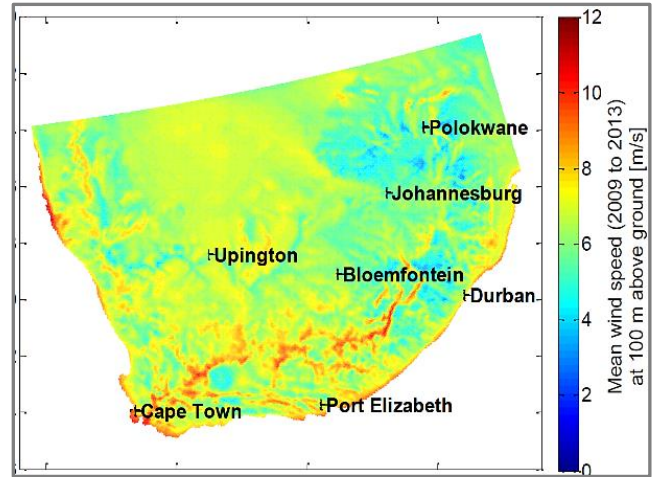 Polokwane
Johannesburg
Upington
Bloemfontein
Durban
Port Elizabeth
Cape Town
12
10
8
6
4
2
0
Mean wind speed (2009 to 2013)
at 100 m above ground [m/s]